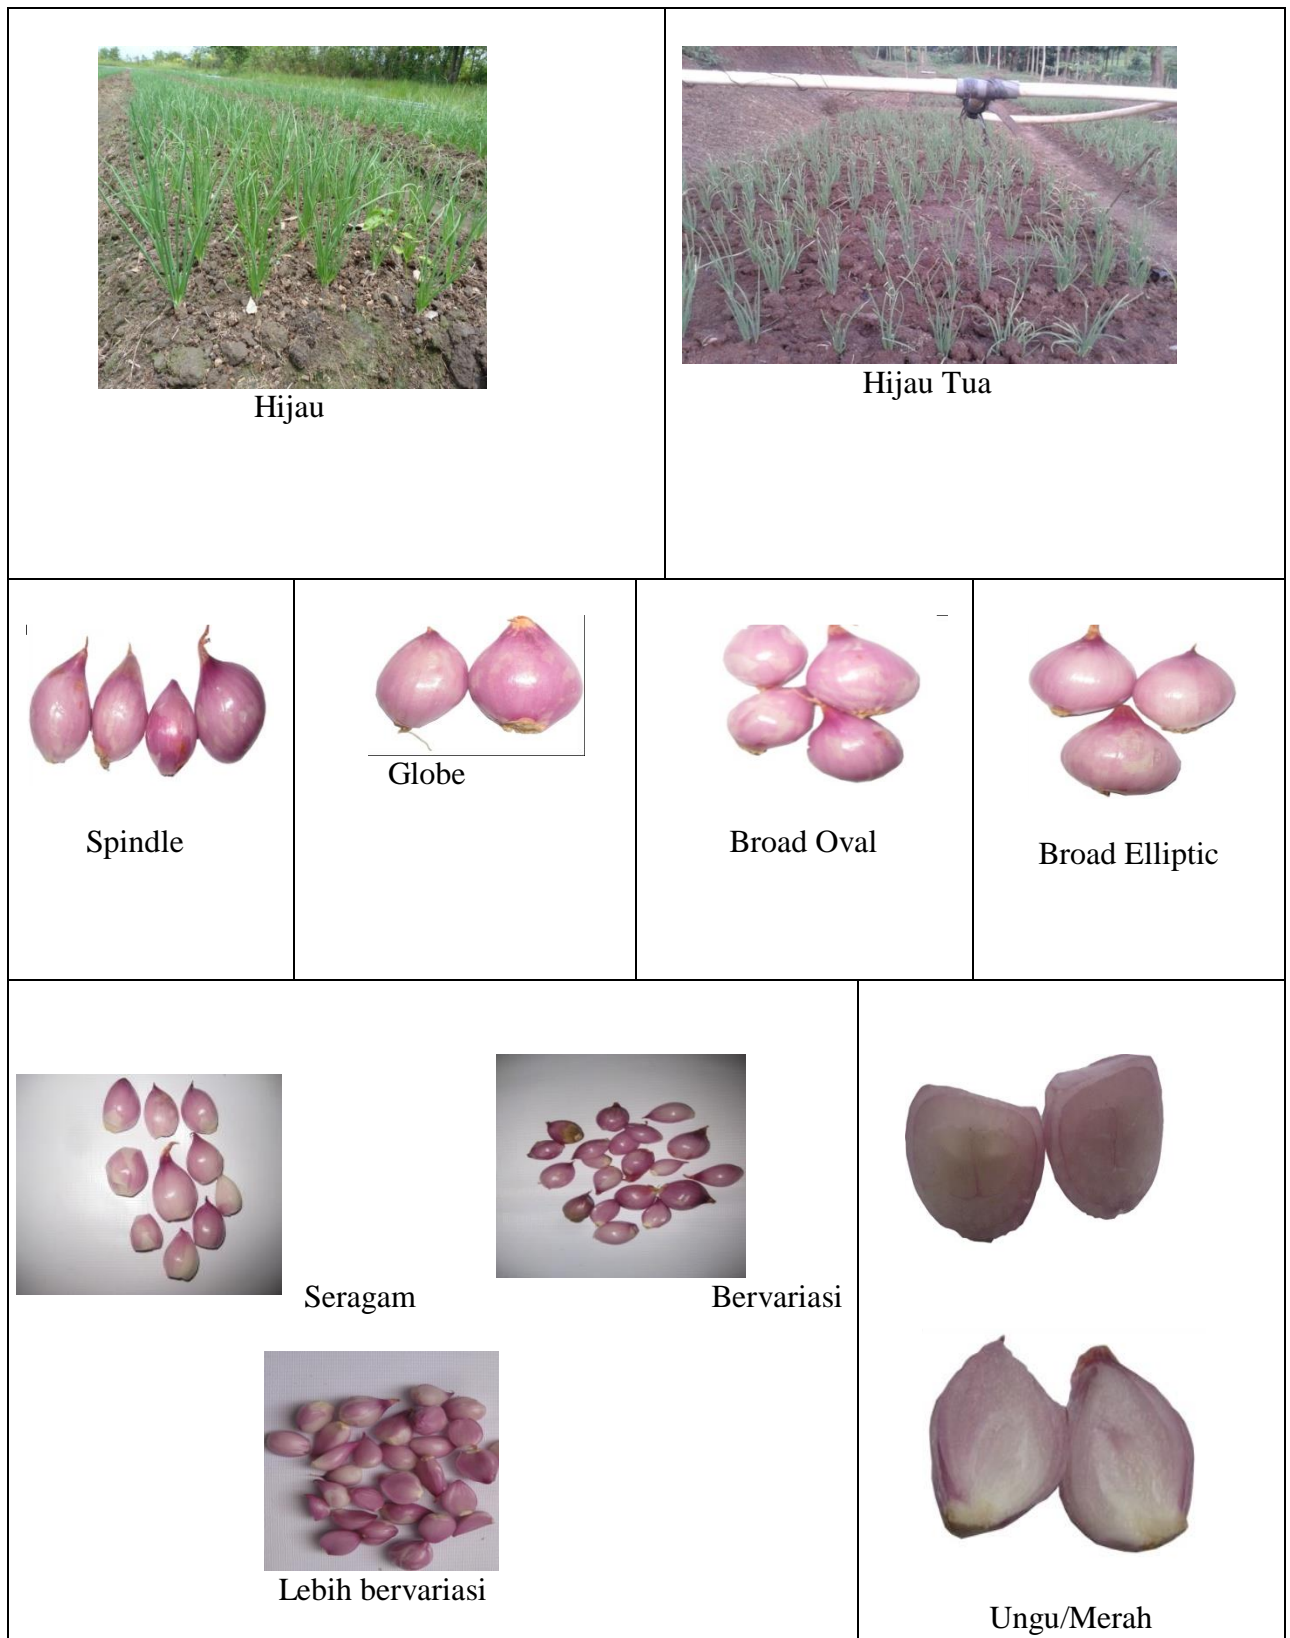 Hijau
Hijau Tua
Spindle
Globe
Broad Oval
Broad Elliptic
Seragam
Bervariasi
Lebih bervariasi
Ungu/Merah